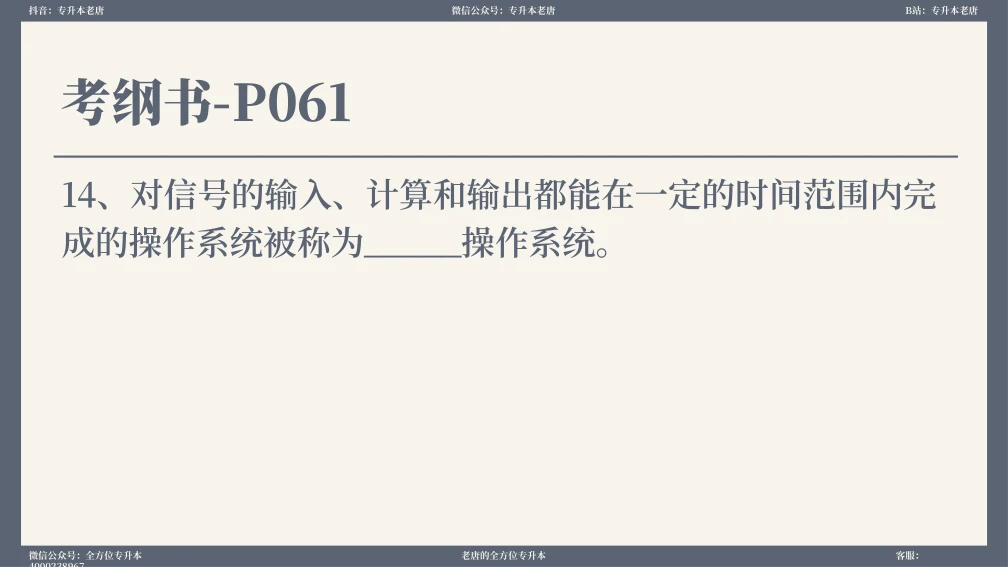 抖音：专升本老唐
微信公众号：专升本老唐
B站：专升本老唐
考纲书-P061
14、对信号的输入、计算和输出都能在一定的时间范围内完
成的操作系统被称为______操作系统。
微信公众号：全方位专升本
老唐的全方位专升本
客服：
4000238967